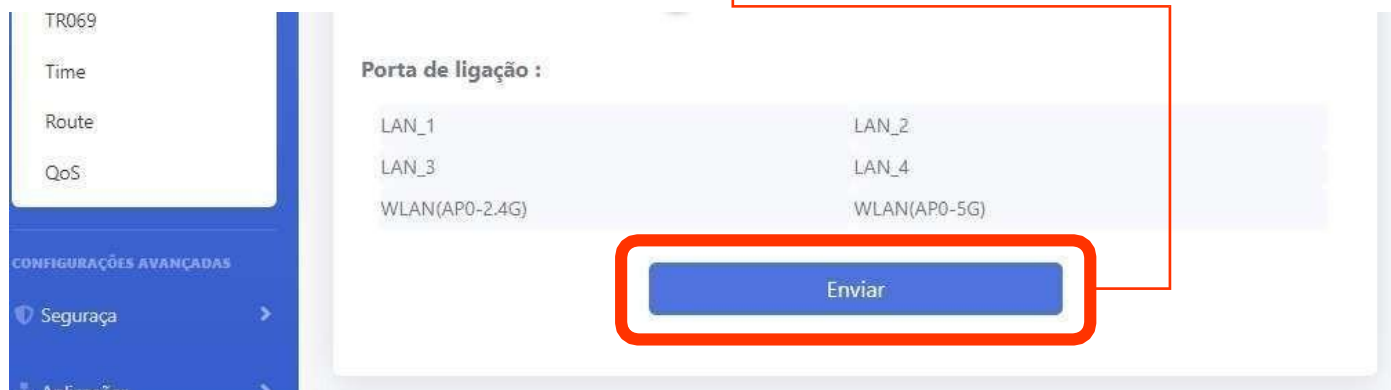 TR069
Time
Route
QoS
CONFIGURAÇÕES AVANÇADAS
Seguraça
Porta de ligação :
LAN_1 LAN_2
LAN_3 LAN_4
WLAN(AP0-2.4G) WLAN(AP0-5G)
Enviar